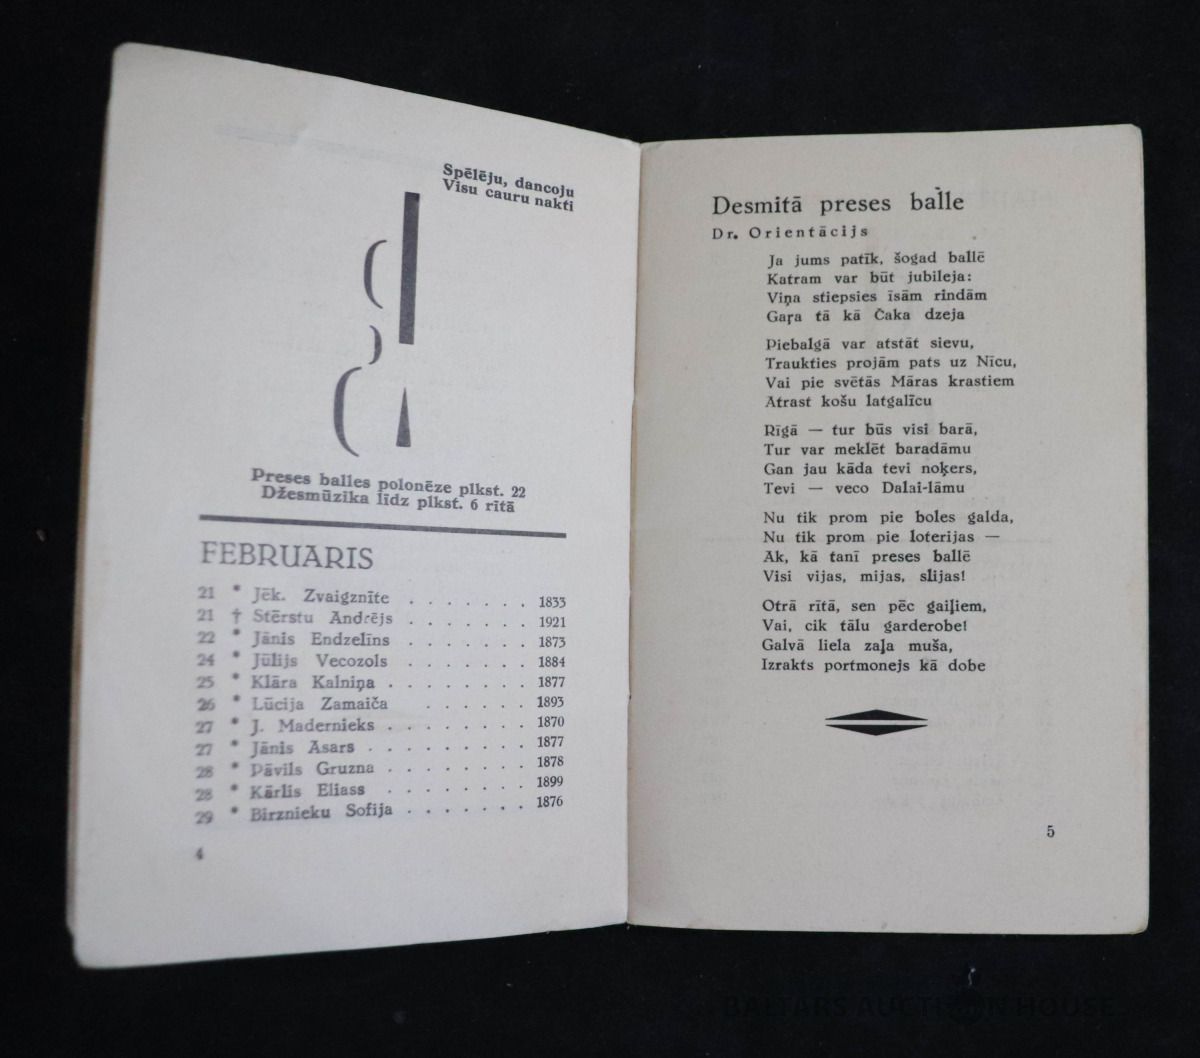 Spēlēju, dancoju
Visu cauru nakti
Preses balles polonēze plkst. 22
Džesmūzika līdz plkst. 6 rītā
FEBRUARIS
21 * Jēk. Zvaigznīte . . . . . . . 1833
21 † Stērstu Andrējs . . . . . . . 1921
22 * Jānis Endzelīns . . . . . . . 1873
24 * Jūlijs Vecozols . . . . . . . 1884
25 * Klāra Kalniņa . . . . . . . . 1877
26 * Lūcija Zamaiča . . . . . . 1893
27 * J. Madernieks . . . . . . . . 1870
27 * Jānis Asars . . . . . . . . . 1877
28 * Pāvils Gruzna . . . . . . . . 1878
28 * Kārlis Eliass . . . . . . . . 1899
29 * Birznieku Sofija . . . . . . . 1876
4
Desmitā preses balle
Dr. Orientācijs
Ja jums patīk, šogad ballē
Katram var būt jubileja:
Viņa stiepsies īsām rindām
Gaŗa tā kā Čaka dzeja
Piebalgā var atstāt sievu,
Traukties projām pats uz Nīcu,
Vai pie svētās Māras krastiem
Atrast košu latgalīcu
Rīgā — tur būs visi barā,
Tur var meklēt baradāmu
Gan jau kāda tevi noķers,
Tevi — veco Dalai-lāmu
Nu tik prom pie boles galda,
Nu tik prom pie loterijas —
Ak, kā tanī preses ballē
Visi vijas, mijas, slijas!
Otrā rītā, sen pēc gaiļiem,
Vai, cik tālu garderobe!
Galvā liela zaļa muša,
Izrakts portmonejs kā dobe
5
BALTARS AUCTION HOUSE